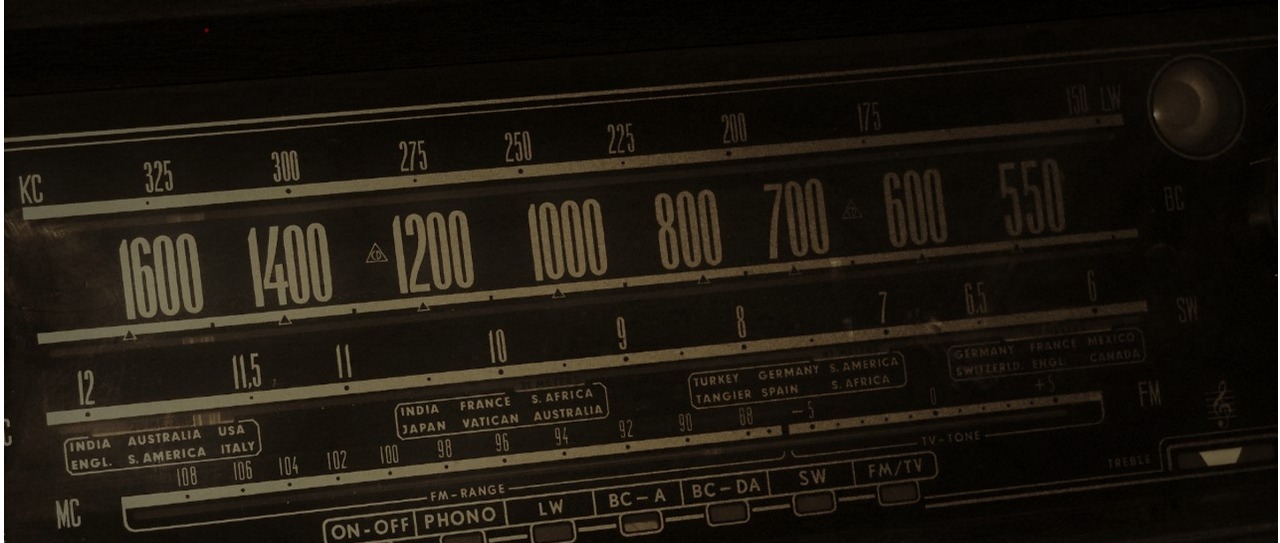 KC 325 300 275 250 225 200 175 150 LW
1600 1400 CD 1200 1000 800 700 CD 600 550 BC
12 11,5 11 10 9 8 7 6.5 6 SW
INDIA AUSTRALIA USA
ENGL. S.AMERICA ITALY
INDIA FRANCE S.AFRICA
JAPAN VATICAN AUSTRALIA
TURKEY GERMANY S.AMERICA
TANGIER SPAIN S.AFRICA
GERMANY FRANCE MEXICO
SWITZERLD. ENGL. CANADA
MC 108 106 104 102 100 98 96 94 92 90 88 -5 0 +5 FM
FM-RANGE TV-TONE TREBLE
ON-OFF PHONO LW BC-A BC-DA SW FM/TV